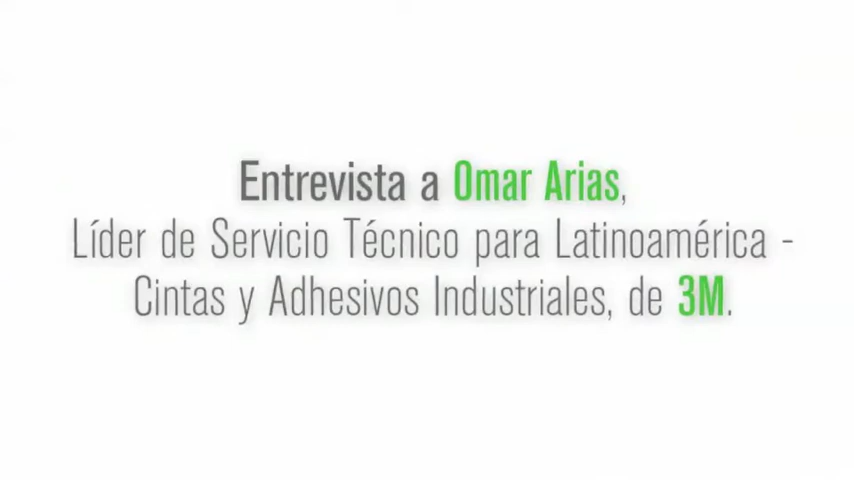 Entrevista a Omar Arias,
Líder de Servicio Técnico para Latinoamérica -
Cintas y Adhesivos Industriales, de 3M.